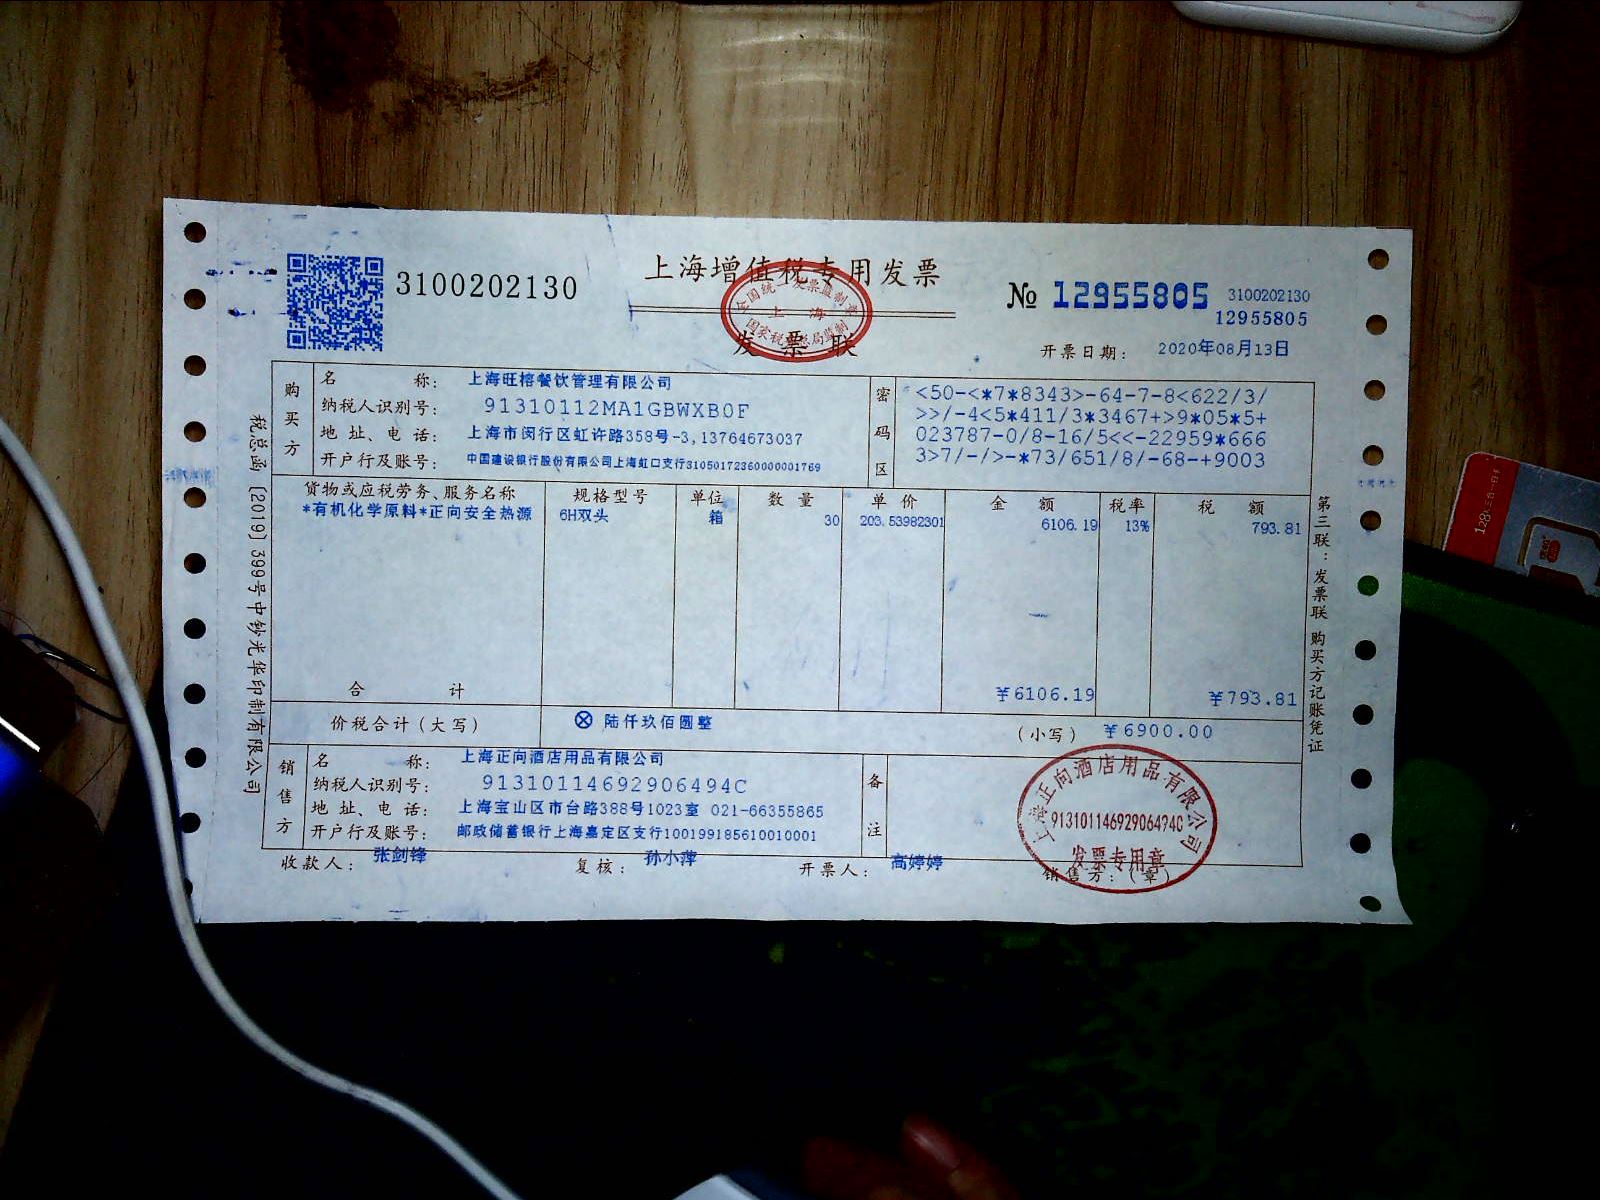 3100202130
上海增值税专用发票
全国统一发票监制章
上海
国家税务总局监制
发票联
№ 12955805
3100202130
12955805
开票日期: 2020年08月13日
购买方
名称: 上海旺榕餐饮管理有限公司
纳税人识别号: 91310112MA1GBWXB0F
地址、电话: 上海市闵行区虹许路358号-3,13764673037
开户行及账号: 中国建设银行股份有限公司上海虹口支行31050172360000001769
密码区
<50-<*7*8343>-64-7-8<622/3/
>>/-4<5*411/3*3467+>9*05*5+
023787-0/8-16/5<<-22959*666
3>7/-/>-*73/651/8/-68-+9003
货物或应税劳务、服务名称 规格型号 单位 数量 单价 金额 税率 税额
*有机化学原料*正向安全热源 6H双头 箱 30 203.53982301 6106.19 13% 793.81
合计 ¥6106.19 ¥793.81
价税合计(大写) ⊗ 陆仟玖佰圆整 (小写) ¥6900.00
销售方
名称: 上海正向酒店用品有限公司
纳税人识别号: 91310114692906494C
地址、电话: 上海宝山区市台路388号1023室 021-66355865
开户行及账号: 邮政储蓄银行上海嘉定区支行100199185610010001
备注
上海正向酒店用品有限公司
91310114692906494C
发票专用章
收款人: 张剑锋 复核: 孙小萍 开票人: 高婷婷 销售方:(章)
税总函〔2019〕399号中钞光华印制有限公司
第三联:发票联 购买方记账凭证
128